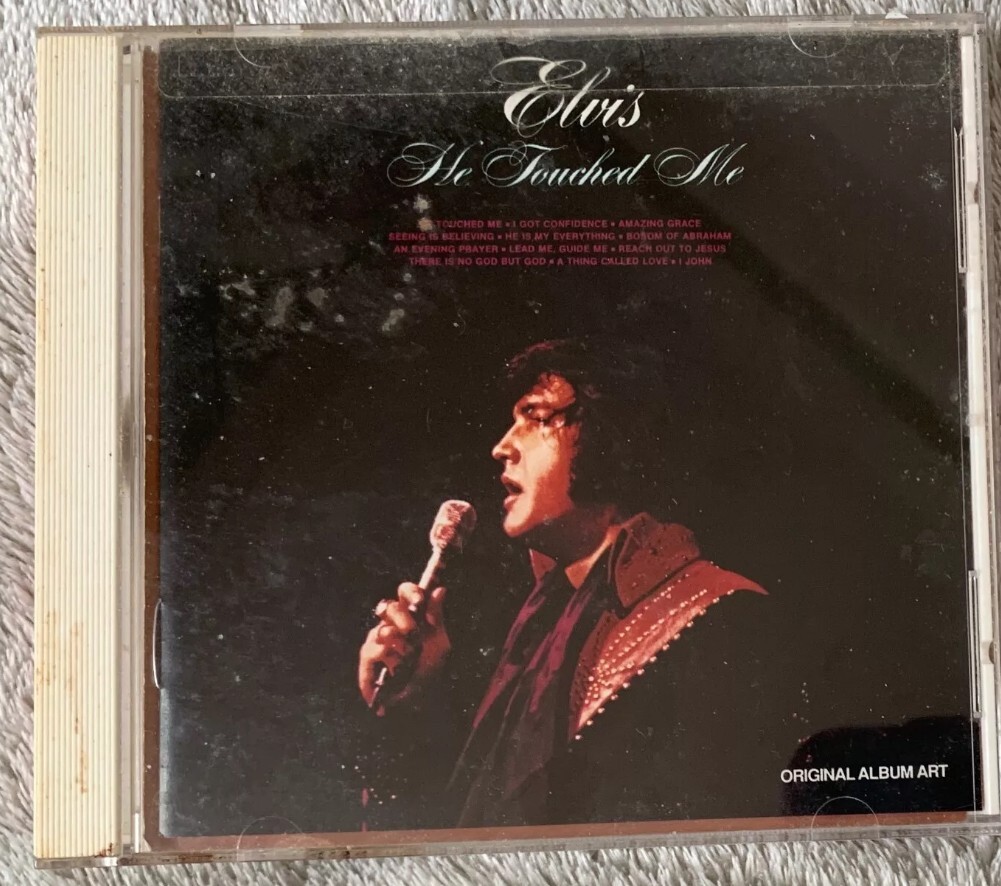 Elvis
He Touched Me
TOUCHED ME • I GOT CONFIDENCE • AMAZING GRACE
SEEING IS BELIEVING • HE IS MY EVERYTHING • BOSOM OF ABRAHAM
AN EVENING PRAYER • LEAD ME, GUIDE ME • REACH OUT TO JESUS
THERE IS NO GOD BUT GOD • A THING CALLED LOVE • I JOHN
ORIGINAL ALBUM ART